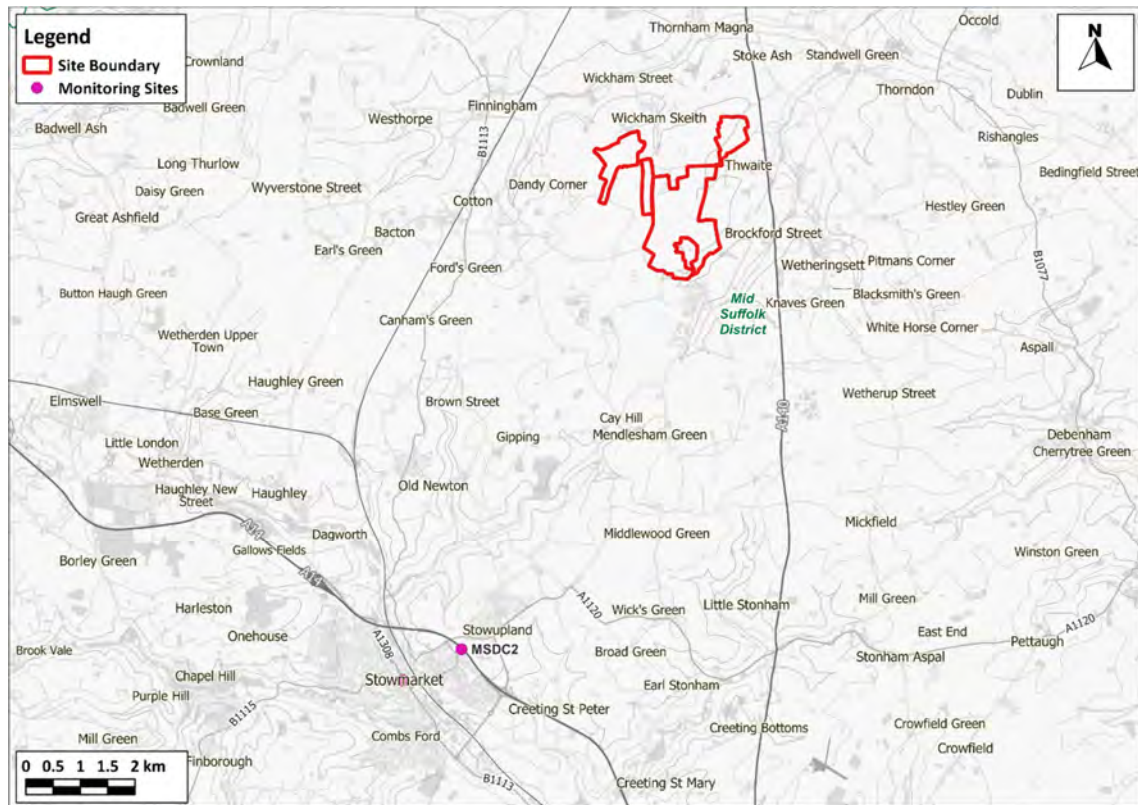 Legend
Site Boundary
Monitoring Sites
N
Thornham Magna
Occold
Stoke Ash
Standwell Green
Crownland
Wickham Street
Thorndon
Dublin
Badwell Green
Finningham
Westhorpe
Wickham Skeith
Badwell Ash
Rishangles
B1113
Long Thurlow
Thwaite
Bedingfield Street
Daisy Green
Wyverstone Street
Dandy Corner
Cotton
Hestley Green
Great Ashfield
Bacton
Brockford Street
Earl's Green
Ford's Green
Wetheringsett
Pitmans Corner
B1077
Button Haugh Green
Blacksmith's Green
Knaves Green
Mid
Suffolk
District
Canham's Green
White Horse Corner
Wetherden Upper
Town
Aspall
Haughley Green
Wetherup Street
Elmswell
Base Green
Brown Street
A140
Cay Hill
Mendlesham Green
Gipping
Little London
Debenham
Cherrytree Green
Wetherden
Haughley New
Street
Haughley
Old Newton
A14
Mickfield
Dagworth
Middlewood Green
Gallows Fields
Winston Green
Borley Green
A14
A1120
Mill Green
Harleston
Wick's Green
Little Stonham
Onehouse
A1308
Stowupland
East End
Pettaugh
A1120
Brook Vale
MSDC2
Broad Green
Stonham Aspal
Chapel Hill
Stowmarket
Earl Stonham
Purple Hill
B1115
Creeting St Peter
Crowfield Green
Mill Green
Combs Ford
Creeting Bottoms
Crowfield
Finborough
0 0.5 1 1.5 2 km
B1113
Creeting St Mary